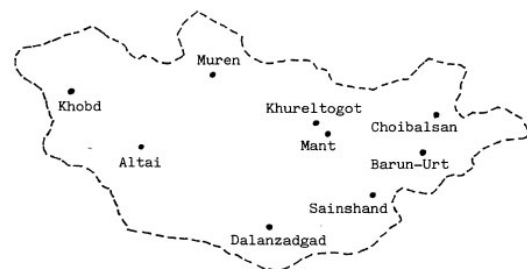 Muren
Khobd
Khureltogot
Choibalsan
Mant
Altai
Barun-Urt
Sainshand
Dalanzadgad